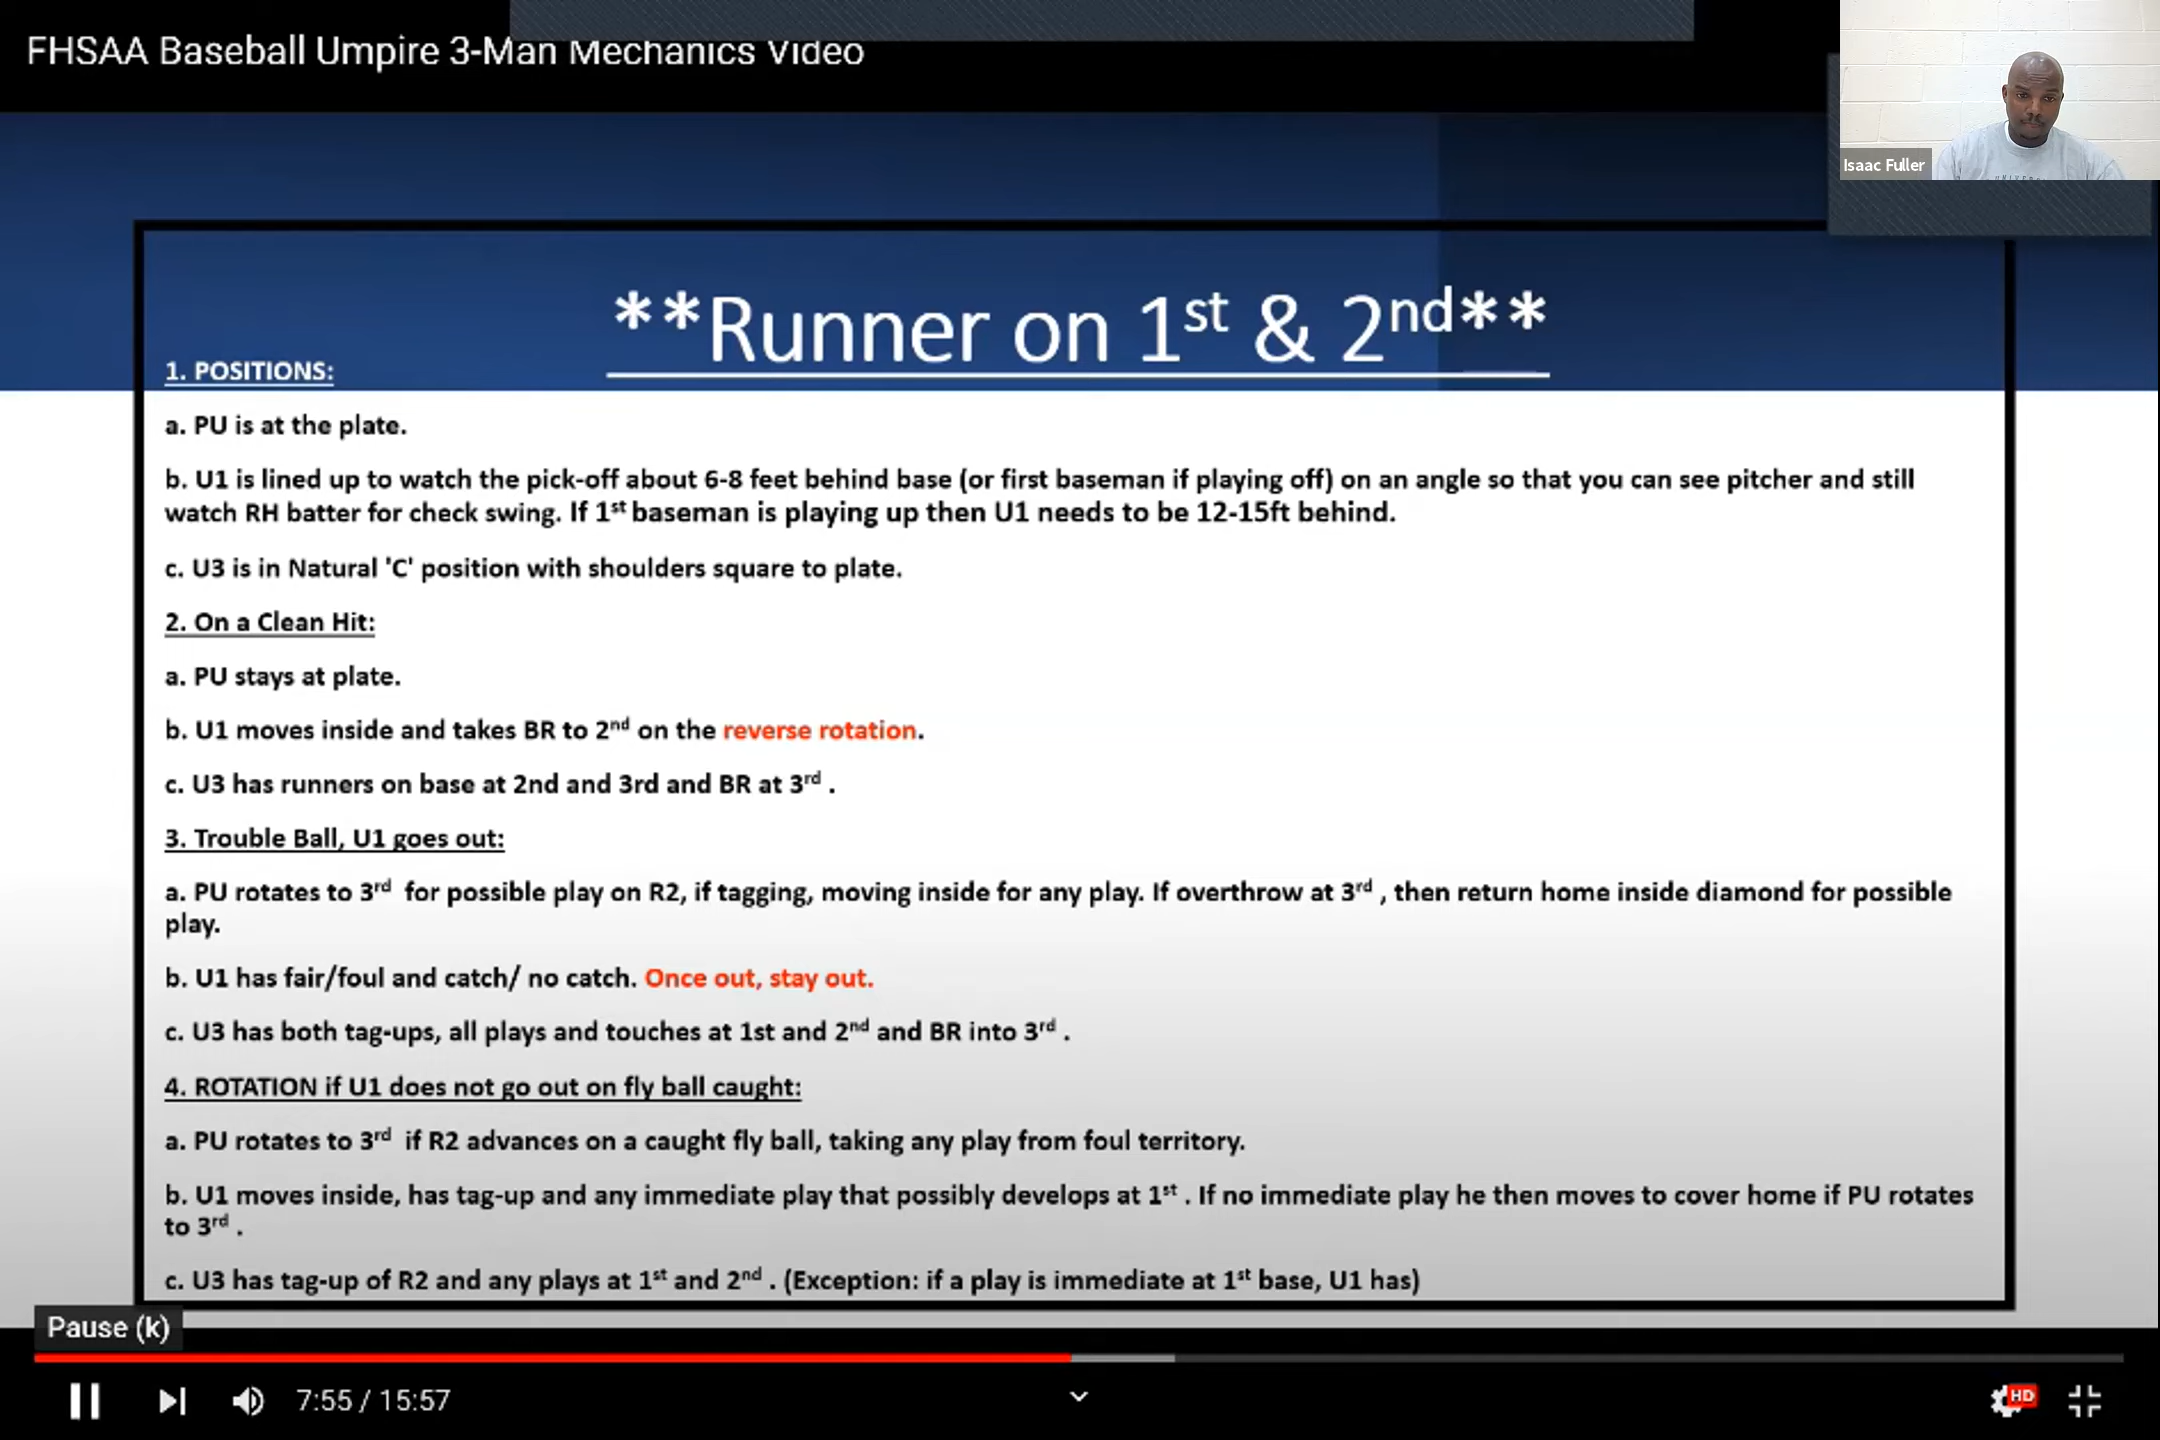 FHSAA Baseball Umpire 3-Man Mechanics Video
Isaac Fuller
**Runner on 1st & 2nd**
1. POSITIONS:
a. PU is at the plate.
b. U1 is lined up to watch the pick-off about 6-8 feet behind base (or first baseman if playing off) on an angle so that you can see pitcher and still
watch RH batter for check swing. If 1st baseman is playing up then U1 needs to be 12-15ft behind.
c. U3 is in Natural 'C' position with shoulders square to plate.
2. On a Clean Hit:
a. PU stays at plate.
b. U1 moves inside and takes BR to 2nd on the reverse rotation.
c. U3 has runners on base at 2nd and 3rd and BR at 3rd .
3. Trouble Ball, U1 goes out:
a. PU rotates to 3rd for possible play on R2, if tagging, moving inside for any play. If overthrow at 3rd , then return home inside diamond for possible
play.
b. U1 has fair/foul and catch/ no catch. Once out, stay out.
c. U3 has both tag-ups, all plays and touches at 1st and 2nd and BR into 3rd .
4. ROTATION if U1 does not go out on fly ball caught:
a. PU rotates to 3rd if R2 advances on a caught fly ball, taking any play from foul territory.
b. U1 moves inside, has tag-up and any immediate play that possibly develops at 1st . If no immediate play he then moves to cover home if PU rotates
to 3rd .
c. U3 has tag-up of R2 and any plays at 1st and 2nd . (Exception: if a play is immediate at 1st base, U1 has)
Pause (k)
7:55 / 15:57
HD